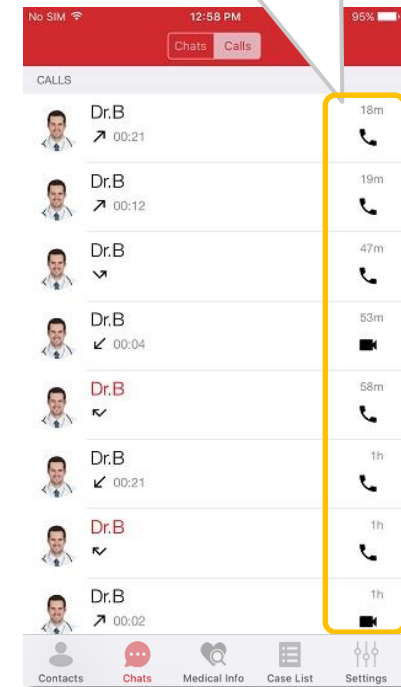 No SIM 12:58 PM 95%
Chats Calls
CALLS
Dr.B 18m
00:21
Dr.B 19m
00:12
Dr.B 47m
Dr.B 53m
00:04
Dr.B 58m
Dr.B 1h
00:21
Dr.B 1h
Dr.B 1h
00:02
Contacts Chats Medical Info Case List Settings